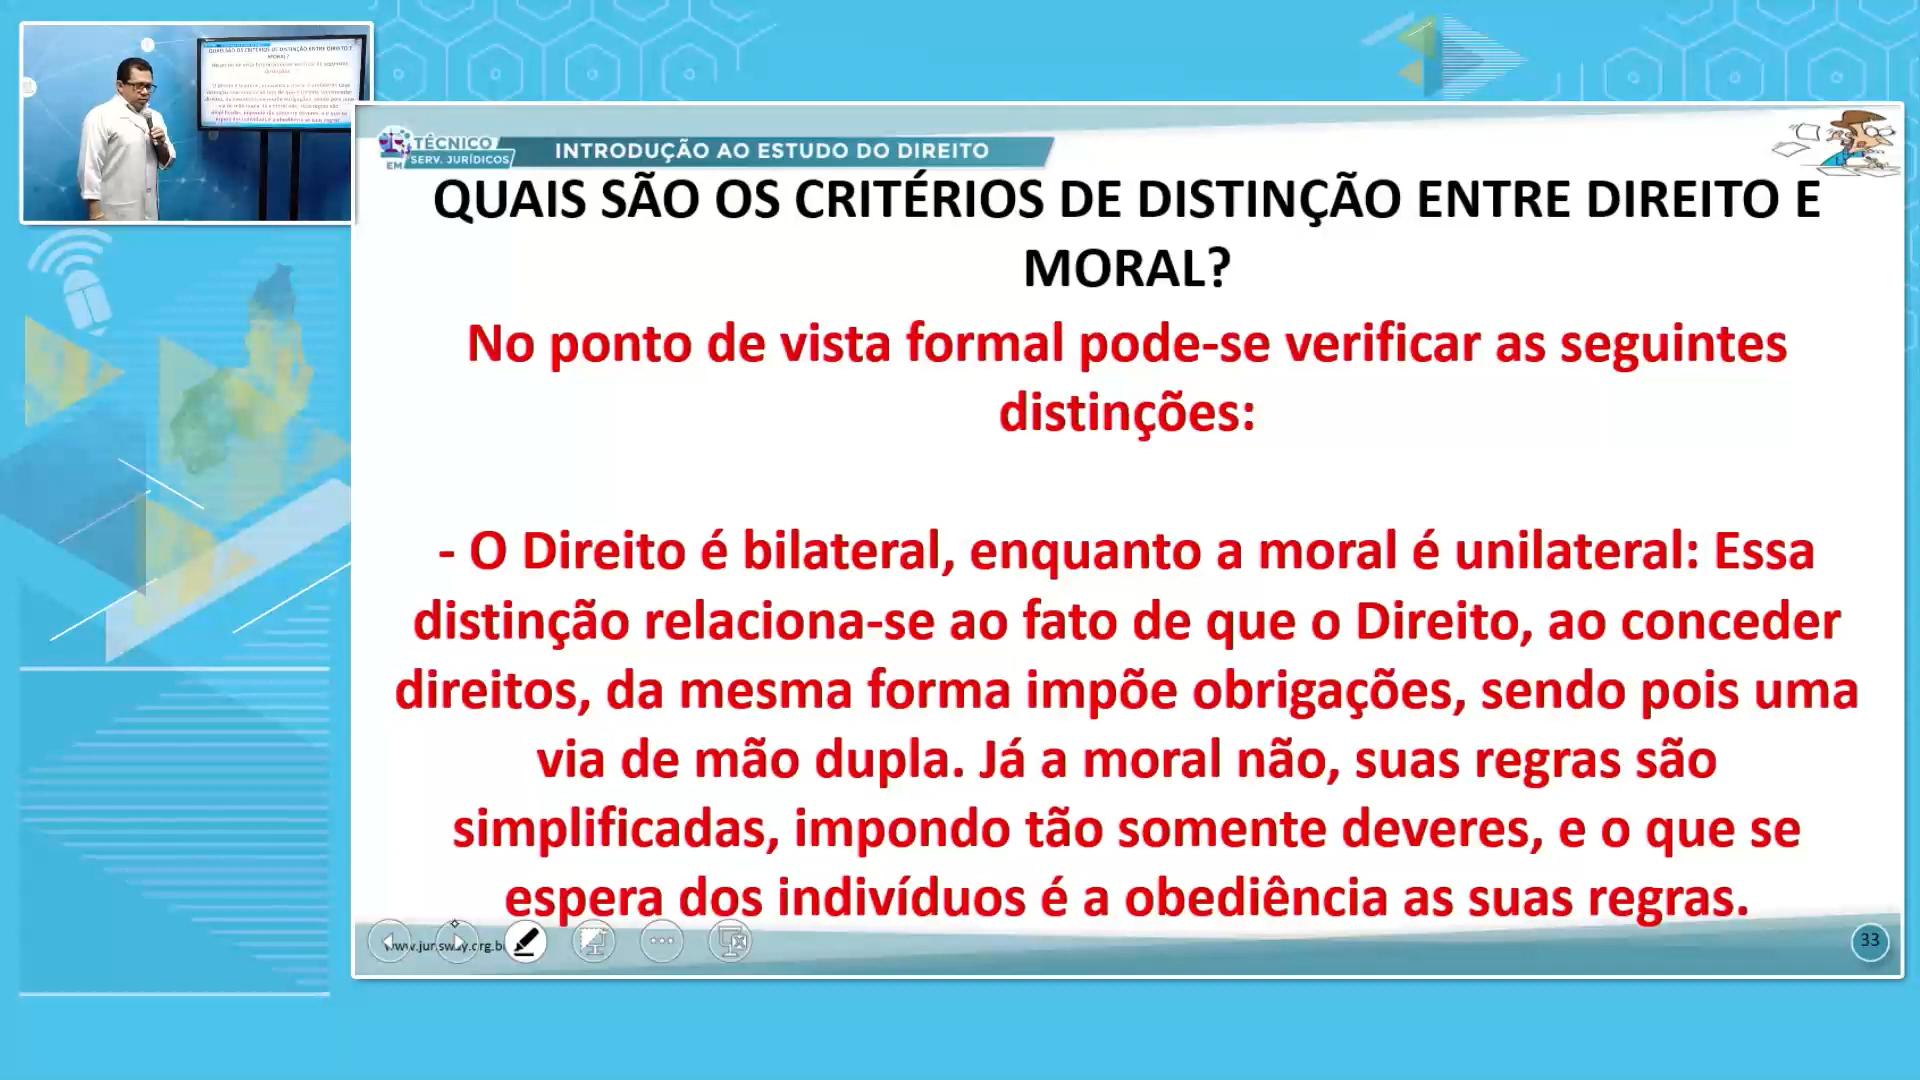 TÉCNICO
EM SERV. JURÍDICOS
INTRODUÇÃO AO ESTUDO DO DIREITO
QUAIS SÃO OS CRITÉRIOS DE DISTINÇÃO ENTRE DIREITO E
MORAL?
No ponto de vista formal pode-se verificar as seguintes
distinções:
- O Direito é bilateral, enquanto a moral é unilateral: Essa
distinção relaciona-se ao fato de que o Direito, ao conceder
direitos, da mesma forma impõe obrigações, sendo pois uma
via de mão dupla. Já a moral não, suas regras são
simplificadas, impondo tão somente deveres, e o que se
espera dos indivíduos é a obediência as suas regras.
33